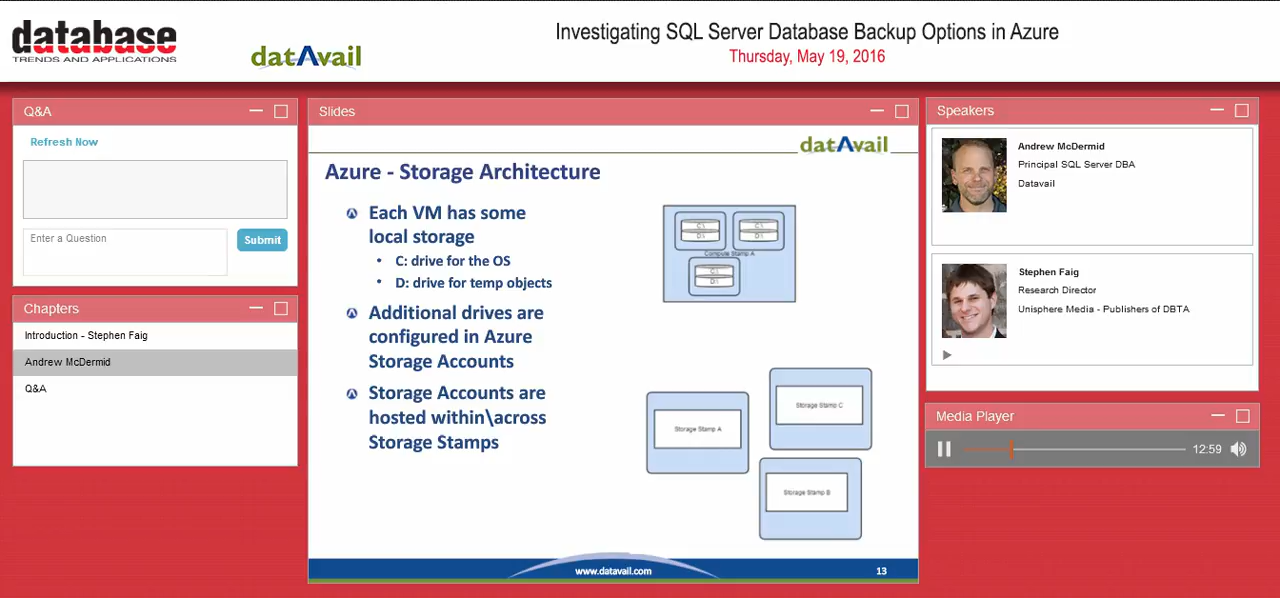 database
TRENDS AND APPLICATIONS
datAvail
Investigating SQL Server Database Backup Options in Azure
Thursday, May 19, 2016
Q&A
Refresh Now
Enter a Question
Submit
Chapters
Introduction - Stephen Faig
Andrew McDermid
Q&A
Slides
datAvail
Azure - Storage Architecture
Each VM has some
local storage
• C: drive for the OS
• D: drive for temp objects
Additional drives are
configured in Azure
Storage Accounts
Storage Accounts are
hosted within\across
Storage Stamps
C:\
D:\
C:\
D:\
Compute Stamp A
C:\
D:\
Storage Stamp A
Storage Stamp C
Storage Stamp B
www.datavail.com
13
Speakers
Andrew McDermid
Principal SQL Server DBA
Datavail
Stephen Faig
Research Director
Unisphere Media - Publishers of DBTA
Media Player
12:59